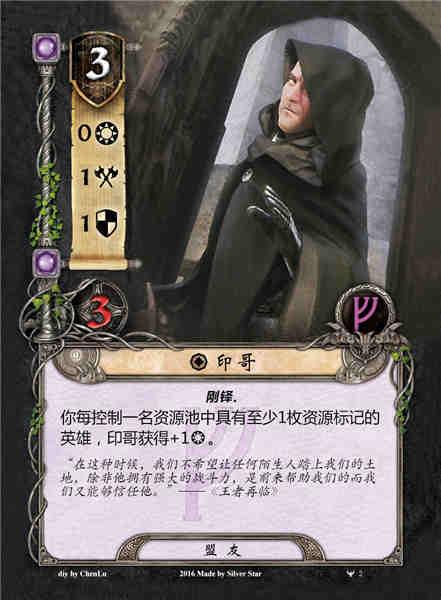 3
0
1
1
3
印哥
刚铎.
你每控制一名资源池中具有至少1枚资源标记的
英雄，印哥获得+1。
“在这种时候，我们不希望让任何陌生人踏上我们的土
地，除非他拥有强大的战斗力，是前来帮助我们的而我
们又能够信任他。”——《王者再临》
盟友
diy by ChenLu 2016 Made by Silver Star 2